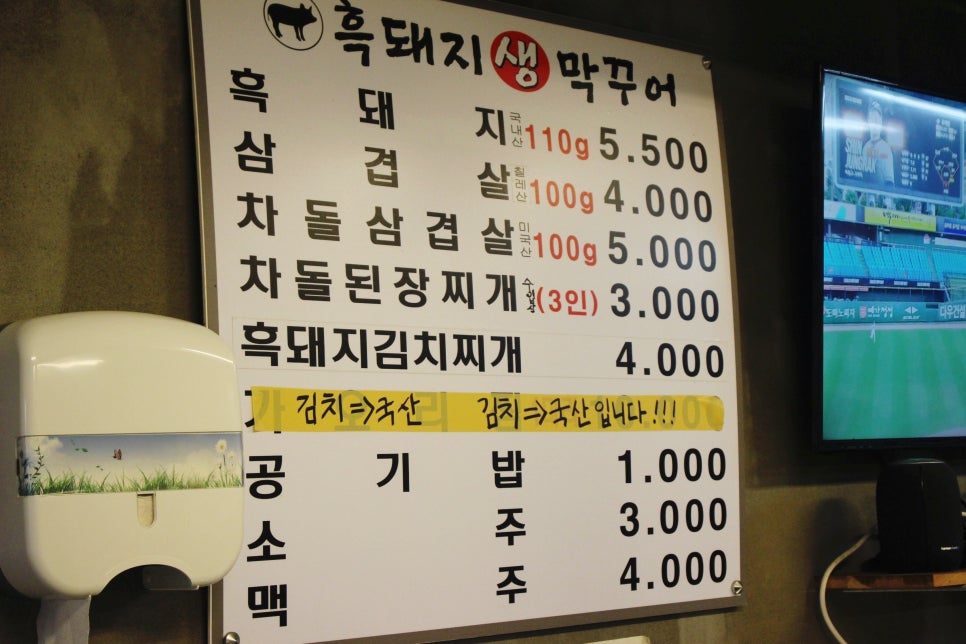 흑돼지 생 막꾸어
흑돼지 국내산 110g 5.500
삼겹살 칠레산 100g 4.000
차돌삼겹살 미국산 100g 5.000
차돌된장찌개 (3인) 3.000
흑돼지김치찌개 4.000
김치=>국산 김치=>국산입니다!!!
공기밥 1.000
소주 3.000
맥주 4.000